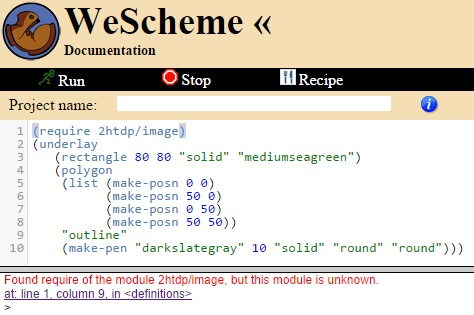 WeScheme «
Documentation
Run Stop Recipe
Project name:
1 (require 2htdp/image)
2 (underlay
3 (rectangle 80 80 "solid" "mediumseagreen")
4 (polygon
5 (list (make-posn 0 0)
6 (make-posn 50 0)
7 (make-posn 0 50)
8 (make-posn 50 50))
9 "outline"
10 (make-pen "darkslategray" 10 "solid" "round" "round")))
Found require of the module 2htdp/image, but this module is unknown.
at: line 1, column 9, in <definitions>
>